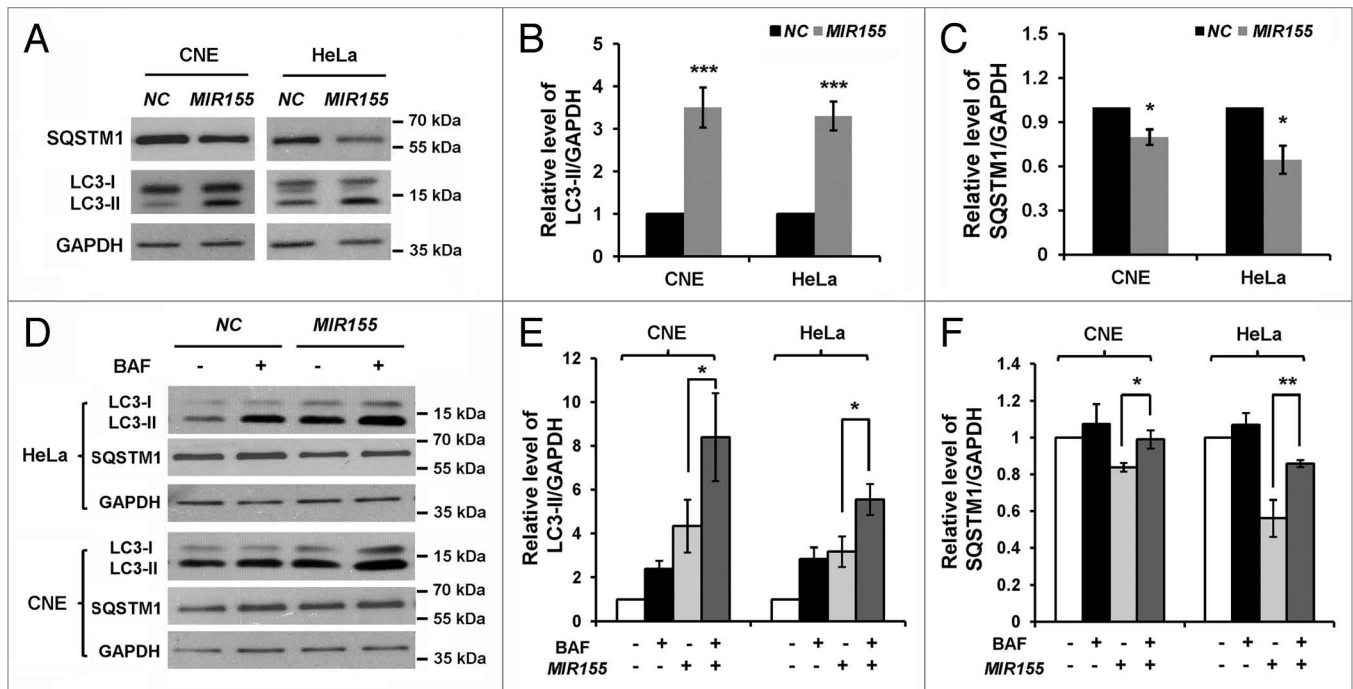 A
CNE HeLa
NC MIR155 NC MIR155
SQSTM1
70 kDa
55 kDa
LC3-I
LC3-II
15 kDa
GAPDH
35 kDa
B
NC MIR155
Relative level of
LC3-II/GAPDH
5
4
3
2
1
0
*** ***
CNE HeLa
C
NC MIR155
Relative level of
SQSTM1/GAPDH
1.5
1.2
0.9
0.6
0.3
0
* *
CNE HeLa
D
NC MIR155
BAF - + - +
HeLa
LC3-I
LC3-II
15 kDa
70 kDa
SQSTM1
55 kDa
GAPDH
35 kDa
CNE
LC3-I
LC3-II
15 kDa
70 kDa
SQSTM1
55 kDa
GAPDH
35 kDa
E
CNE HeLa
Relative level of
LC3-II/GAPDH
12
10
8
6
4
2
0
* *
BAF - + - + - + - +
MIR155 - - + + - - + +
F
CNE HeLa
Relative level of
SQSTM1/GAPDH
1.4
1.2
1
0.8
0.6
0.4
0.2
0
* **
BAF - + - + - + - +
MIR155 - - + + - - + +